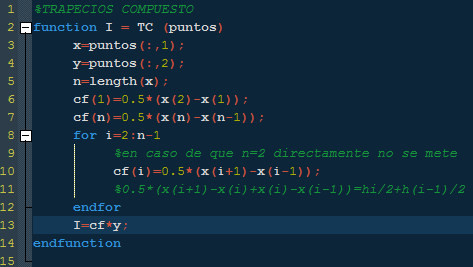 1 %TRAPECIOS COMPUESTO
2 function I = TC (puntos)
3 x=puntos(:,1);
4 y=puntos(:,2);
5 n=length(x);
6 cf(1)=0.5*(x(2)-x(1));
7 cf(n)=0.5*(x(n)-x(n-1));
8 for i=2:n-1
9 %en caso de que n=2 directamente no se mete
10 cf(i)=0.5*(x(i+1)-x(i-1));
11 %0.5*(x(i+1)-x(i)+x(i)-x(i-1))=hi/2+h(i-1)/2
12 endfor
13 I=cf*y;
14 endfunction
15